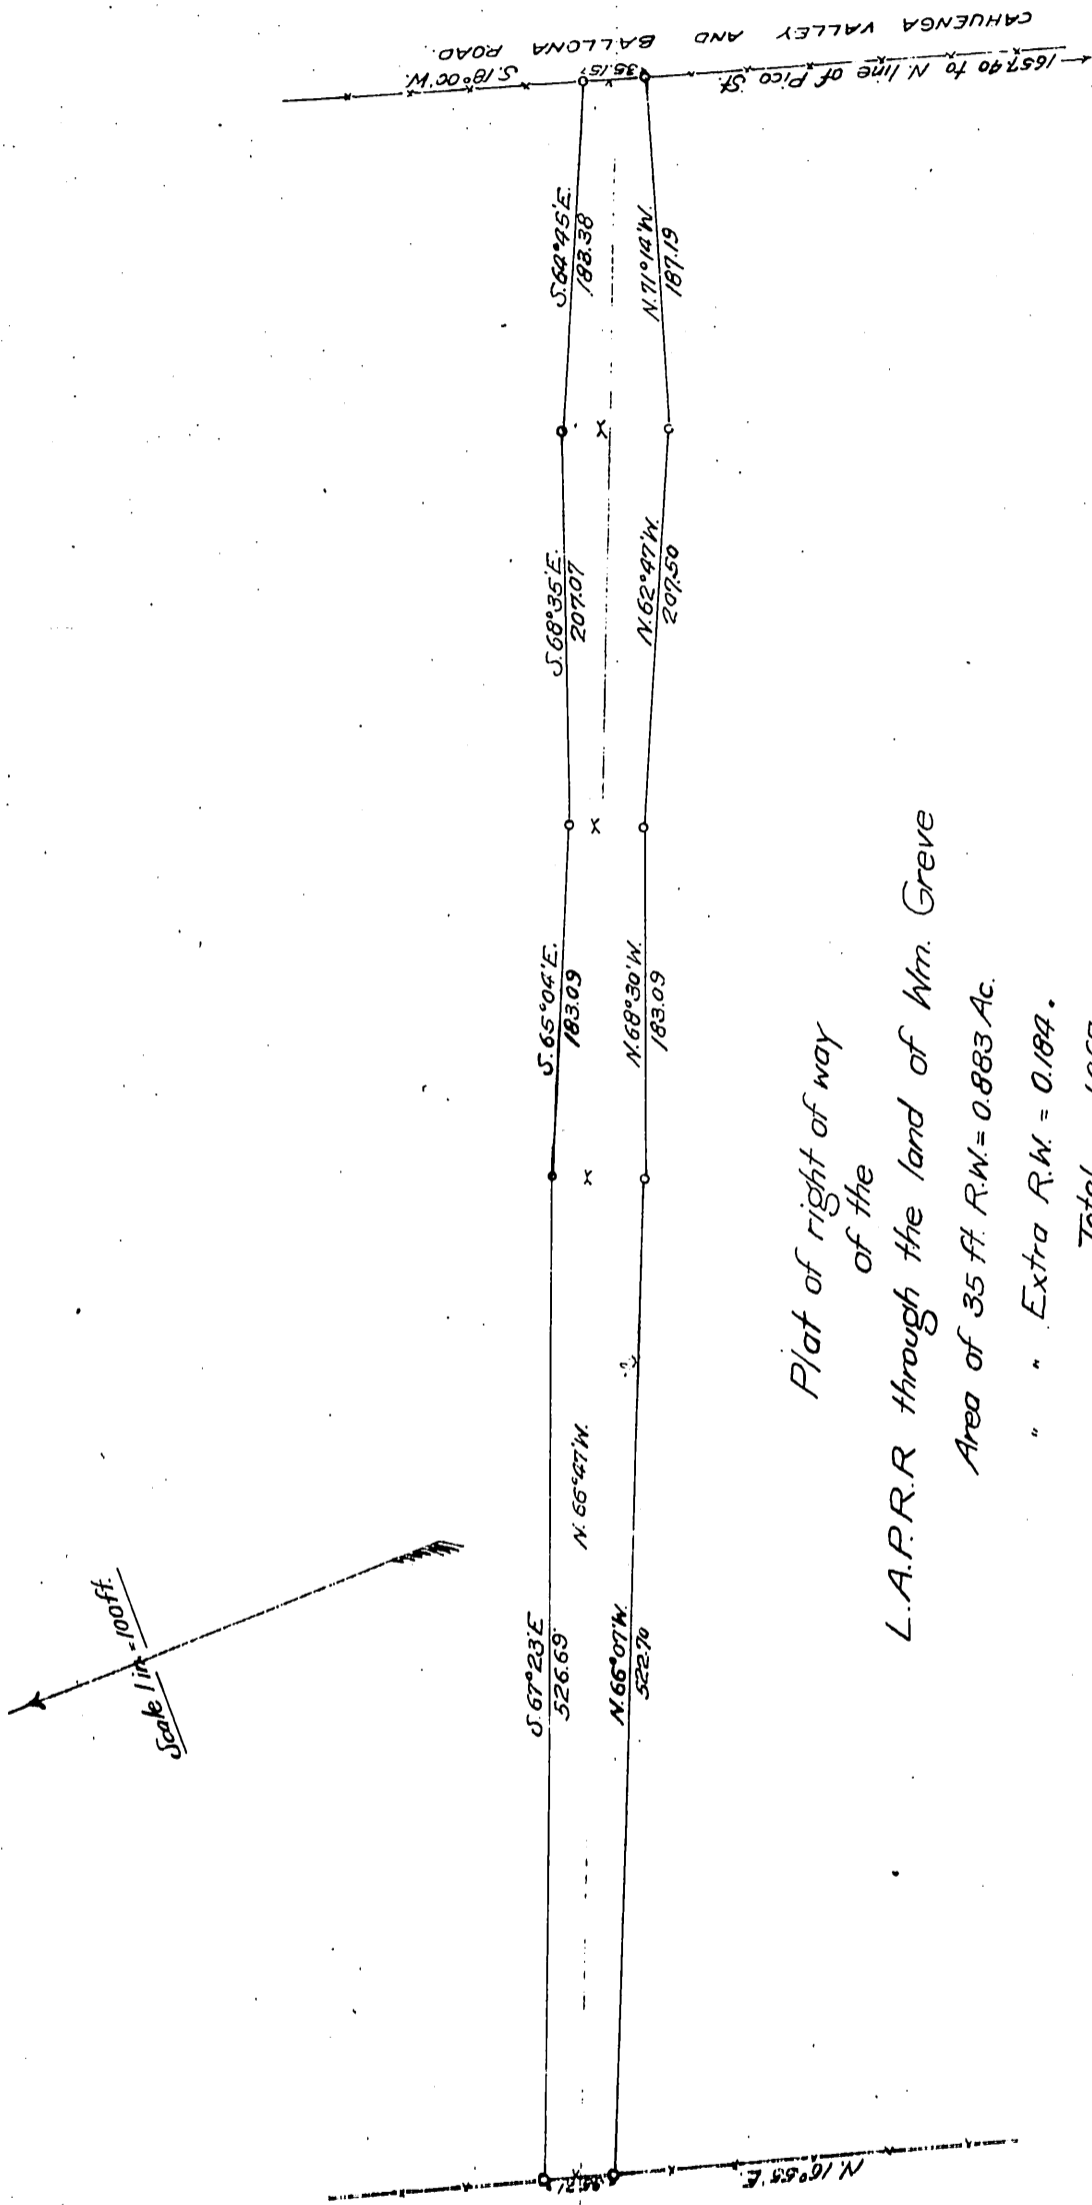 CAHUENGA VALLEY AND BALLONA ROAD.
1657.40 to N. line of Pico St.
S.18°00'W.
35.15'
S.64°45'E.
183.38
N.71°14'W.
187.19
S.68°35'E.
207.07
N.62°47'W.
207.50
S.65°04'E.
183.09
N.68°30'W.
183.09
N.66°47'W.
S.67°23'E
526.69
N.66°07'W.
522.70
N.16°55'E.
Scale 1 in = 100 ft.
Plat of right of way
of the
L.A.P.R.R through the land of Wm. Greve
Area of 35 ft. R.W. = 0.883 Ac.
" " Extra R.W. = 0.184.
Total